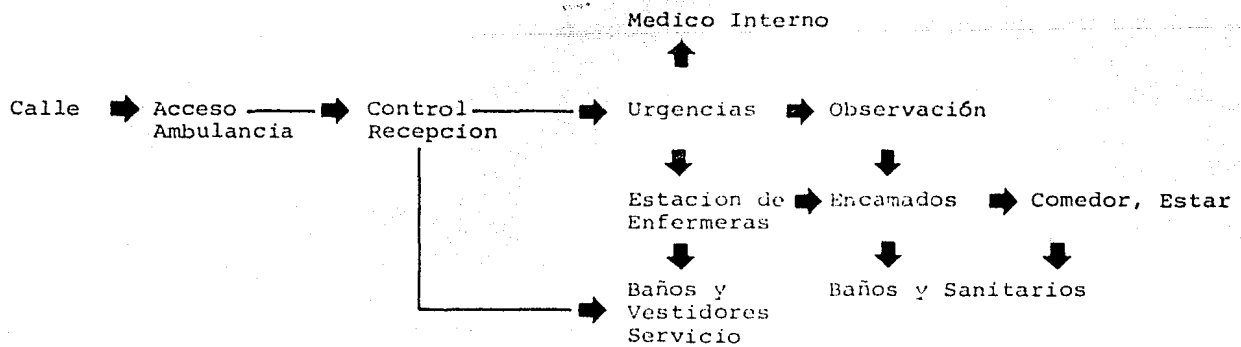 Medico Interno
Calle Acceso Control Urgencias Observación
Ambulancia Recepcion
Estacion de Encamados Comedor, Estar
Enfermeras
Baños y Baños y Sanitarios
Vestidores
Servicio